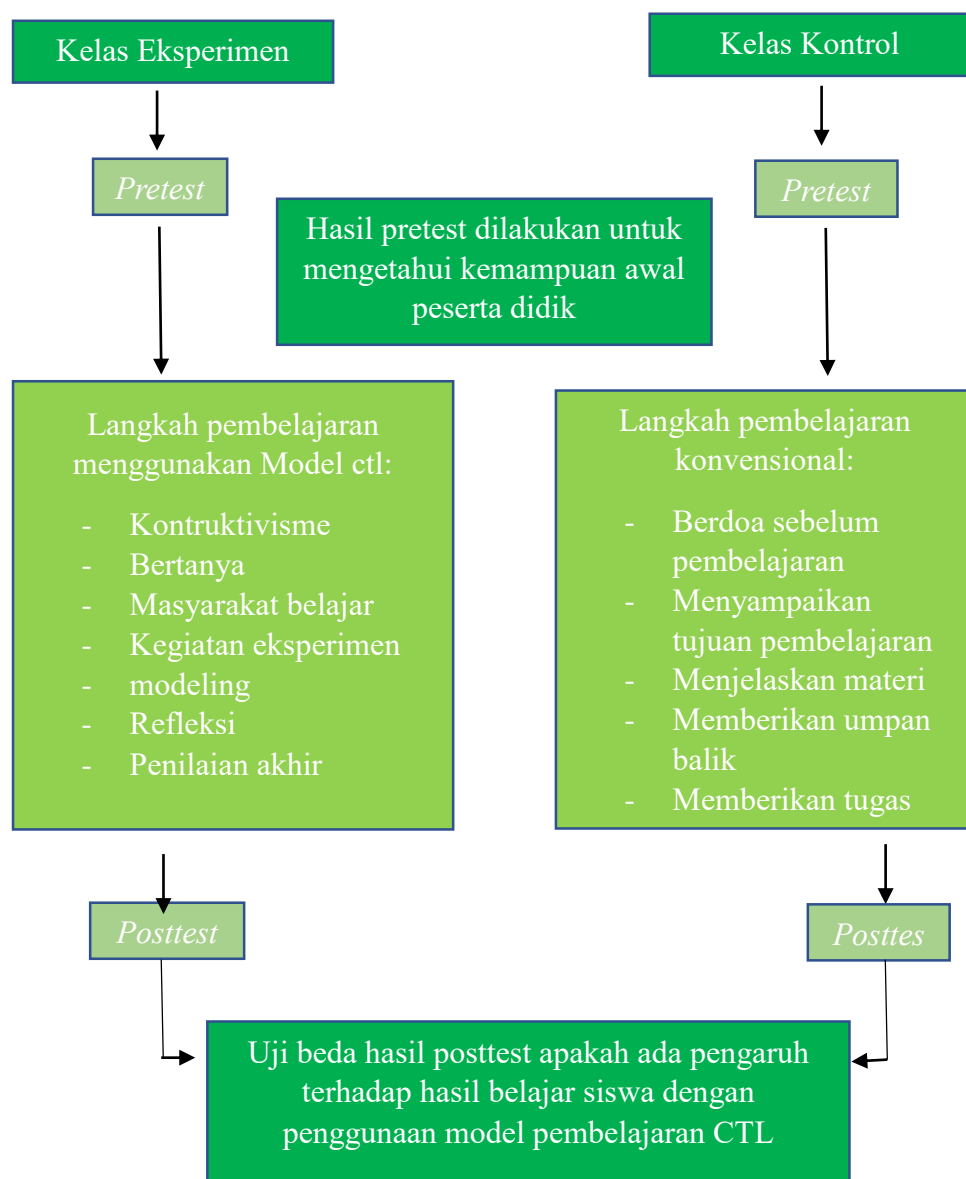 Kelas Eksperimen
Kelas Kontrol
Pretest
Pretest
Hasil pretest dilakukan untuk
mengetahui kemampuan awal
peserta didik
Langkah pembelajaran
menggunakan Model ctl:
- Kontruktivisme
- Bertanya
- Masyarakat belajar
- Kegiatan eksperimen
- modeling
- Refleksi
- Penilaian akhir
Langkah pembelajaran
konvensional:
- Berdoa sebelum
pembelajaran
- Menyampaikan
tujuan pembelajaran
- Menjelaskan materi
- Memberikan umpan
balik
- Memberikan tugas
Posttest
Posttes
Uji beda hasil posttest apakah ada pengaruh
terhadap hasil belajar siswa dengan
penggunaan model pembelajaran CTL